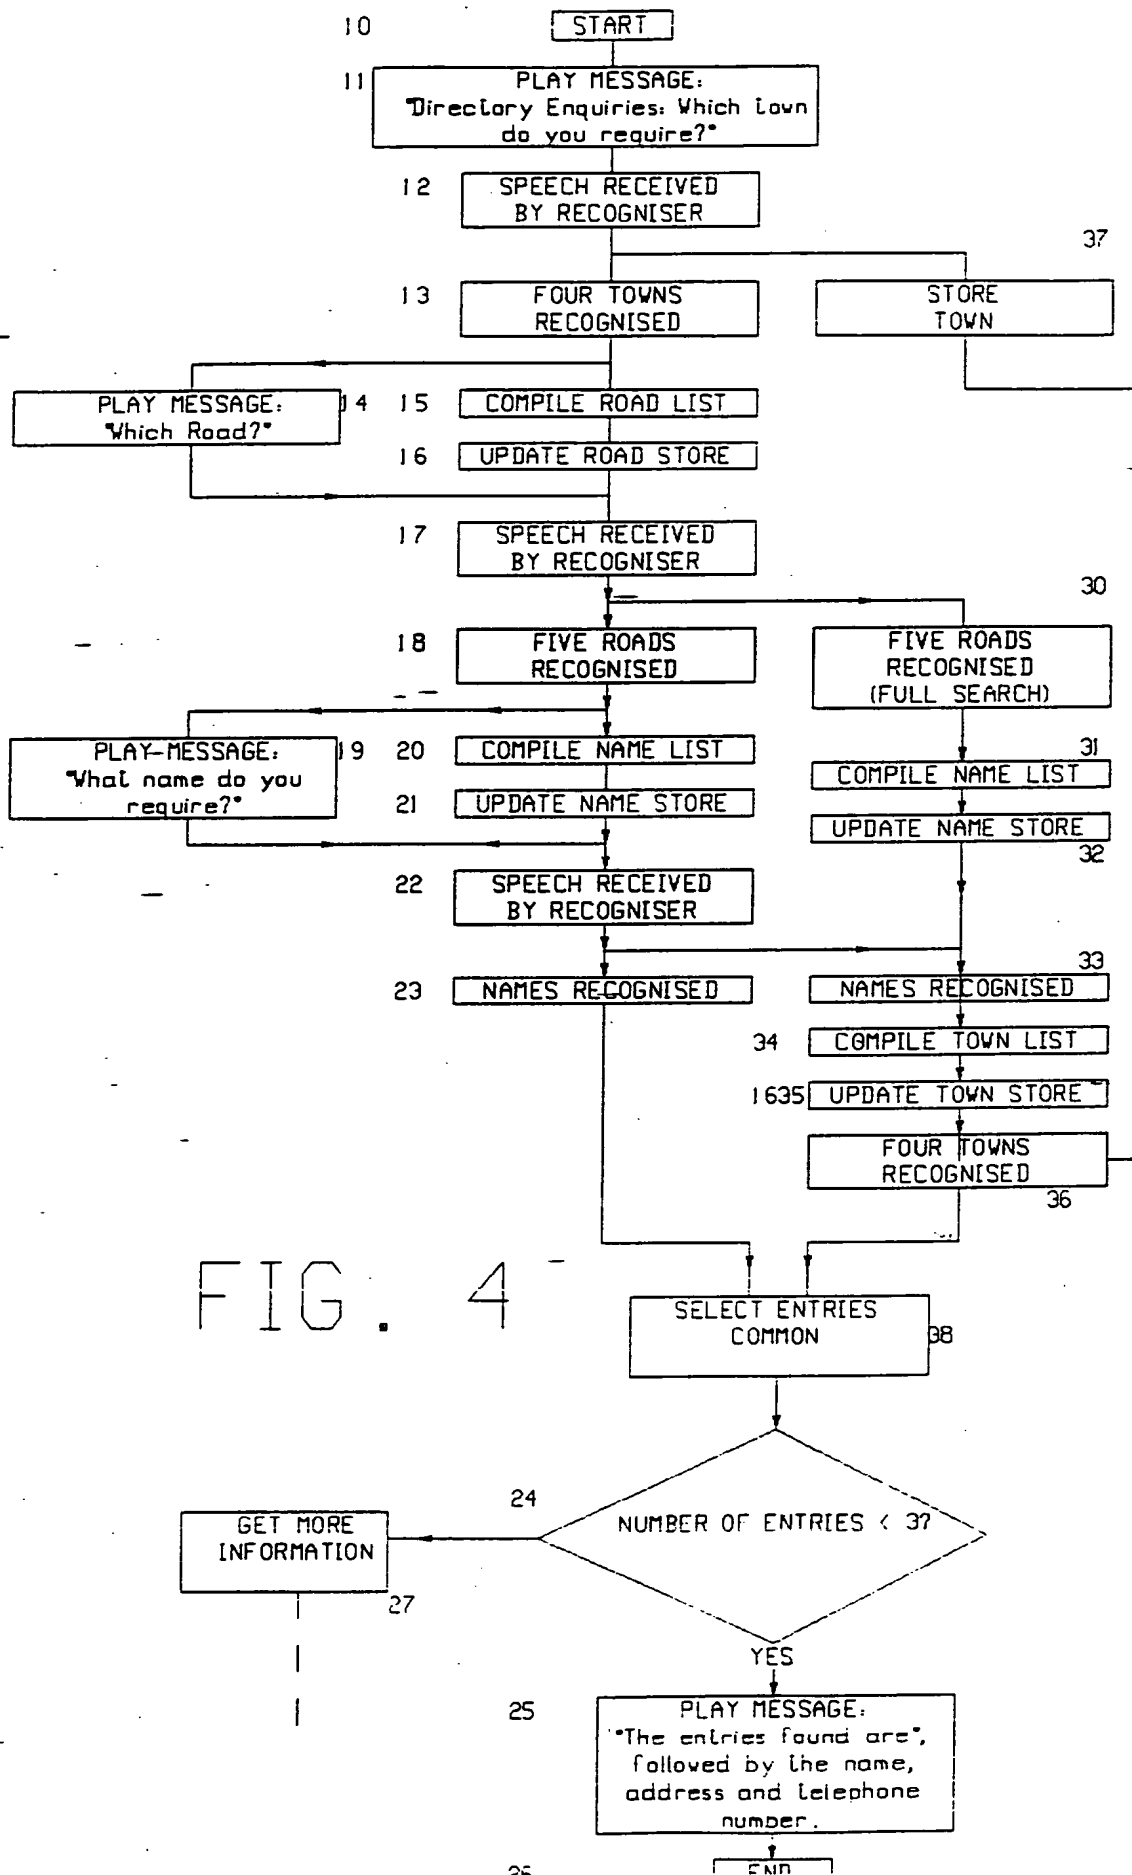 10 START
11 PLAY MESSAGE:
"Directory Enquiries: Which town
do you require?"
12 SPEECH RECEIVED
BY RECOGNISER
37
13 FOUR TOWNS
RECOGNISED
STORE
TOWN
PLAY MESSAGE:
"Which Road?"
14
15 COMPILE ROAD LIST
16 UPDATE ROAD STORE
17 SPEECH RECEIVED
BY RECOGNISER
30
18 FIVE ROADS
RECOGNISED
FIVE ROADS
RECOGNISED
(FULL SEARCH)
PLAY-MESSAGE:
"What name do you
require?"
19
20 COMPILE NAME LIST
31
COMPILE NAME LIST
21 UPDATE NAME STORE
UPDATE NAME STORE
32
22 SPEECH RECEIVED
BY RECOGNISER
33
23 NAMES RECOGNISED
NAMES RECOGNISED
34 COMPILE TOWN LIST
1635 UPDATE TOWN STORE
FOUR TOWNS
RECOGNISED
36
FIG. 4
SELECT ENTRIES
COMMON
38
24
NUMBER OF ENTRIES < 3?
GET MORE
INFORMATION
27
YES
25 PLAY MESSAGE:
"The entries found are",
followed by the name,
address and telephone
number.
END